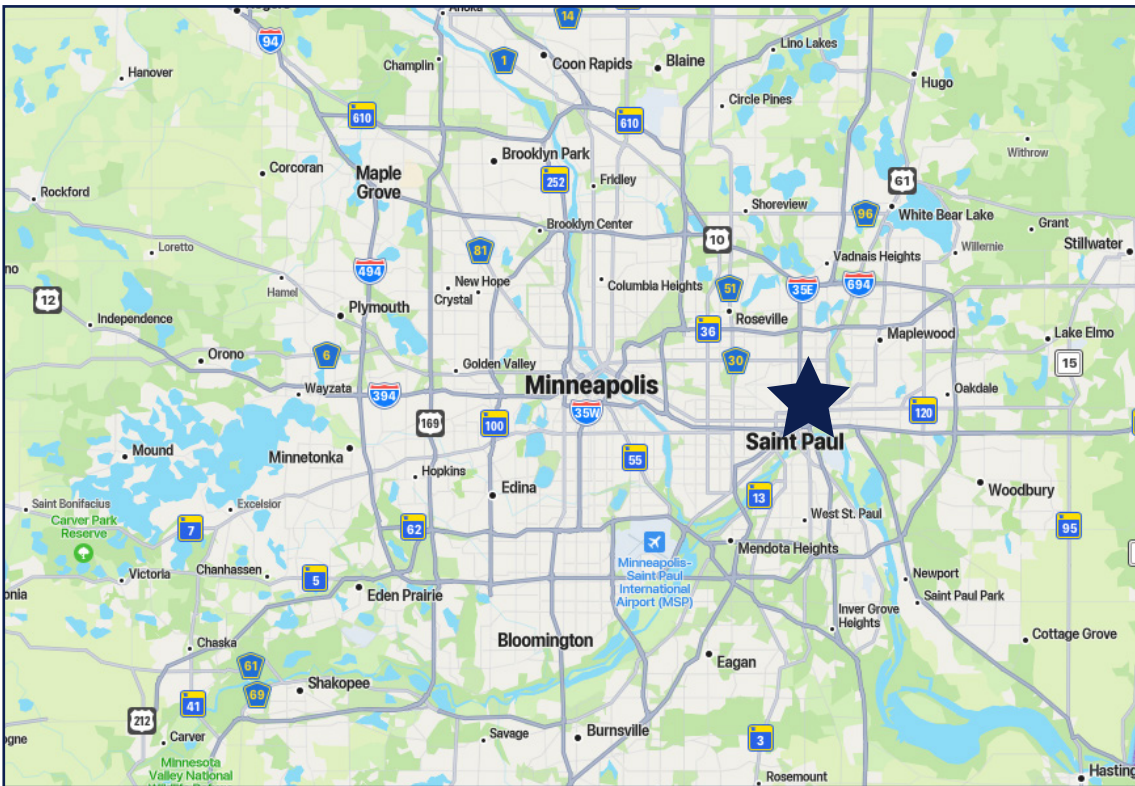 Anoka
14
94
Hanover
Champlin
1
Coon Rapids
Blaine
Lino Lakes
Hugo
610
610
Circle Pines
Withrow
Corcoran
Brooklyn Park
Maple
Grove
252
Fridley
61
Rockford
Shoreview
96
White Bear Lake
Grant
Brooklyn Center
10
Stillwater
Loretto
81
Willernie
Vadnais Heights
no
494
Hamel
New Hope
Crystal
Columbia Heights
51
35E
694
12
Independence
Plymouth
Roseville
36
Maplewood
Lake Elmo
Orono
6
Golden Valley
30
15
Wayzata
394
Minneapolis
35W
Oakdale
120
169
100
Saint Paul
Mound
Minnetonka
55
Hopkins
Edina
13
Woodbury
Saint Bonifacius
Excelsior
Carver Park
Reserve
7
62
West St. Paul
95
Mendota Heights
Minneapolis-
Saint Paul
International
Airport (MSP)
Victoria
Chanhassen
5
Newport
onia
Eden Prairie
Saint Paul Park
Inver Grove
Heights
Chaska
Bloomington
Cottage Grove
61
Eagan
69
Shakopee
41
212
Carver
Savage
Burnsville
3
ogne
Minnesota
Valley National
Rosemount
Hasting